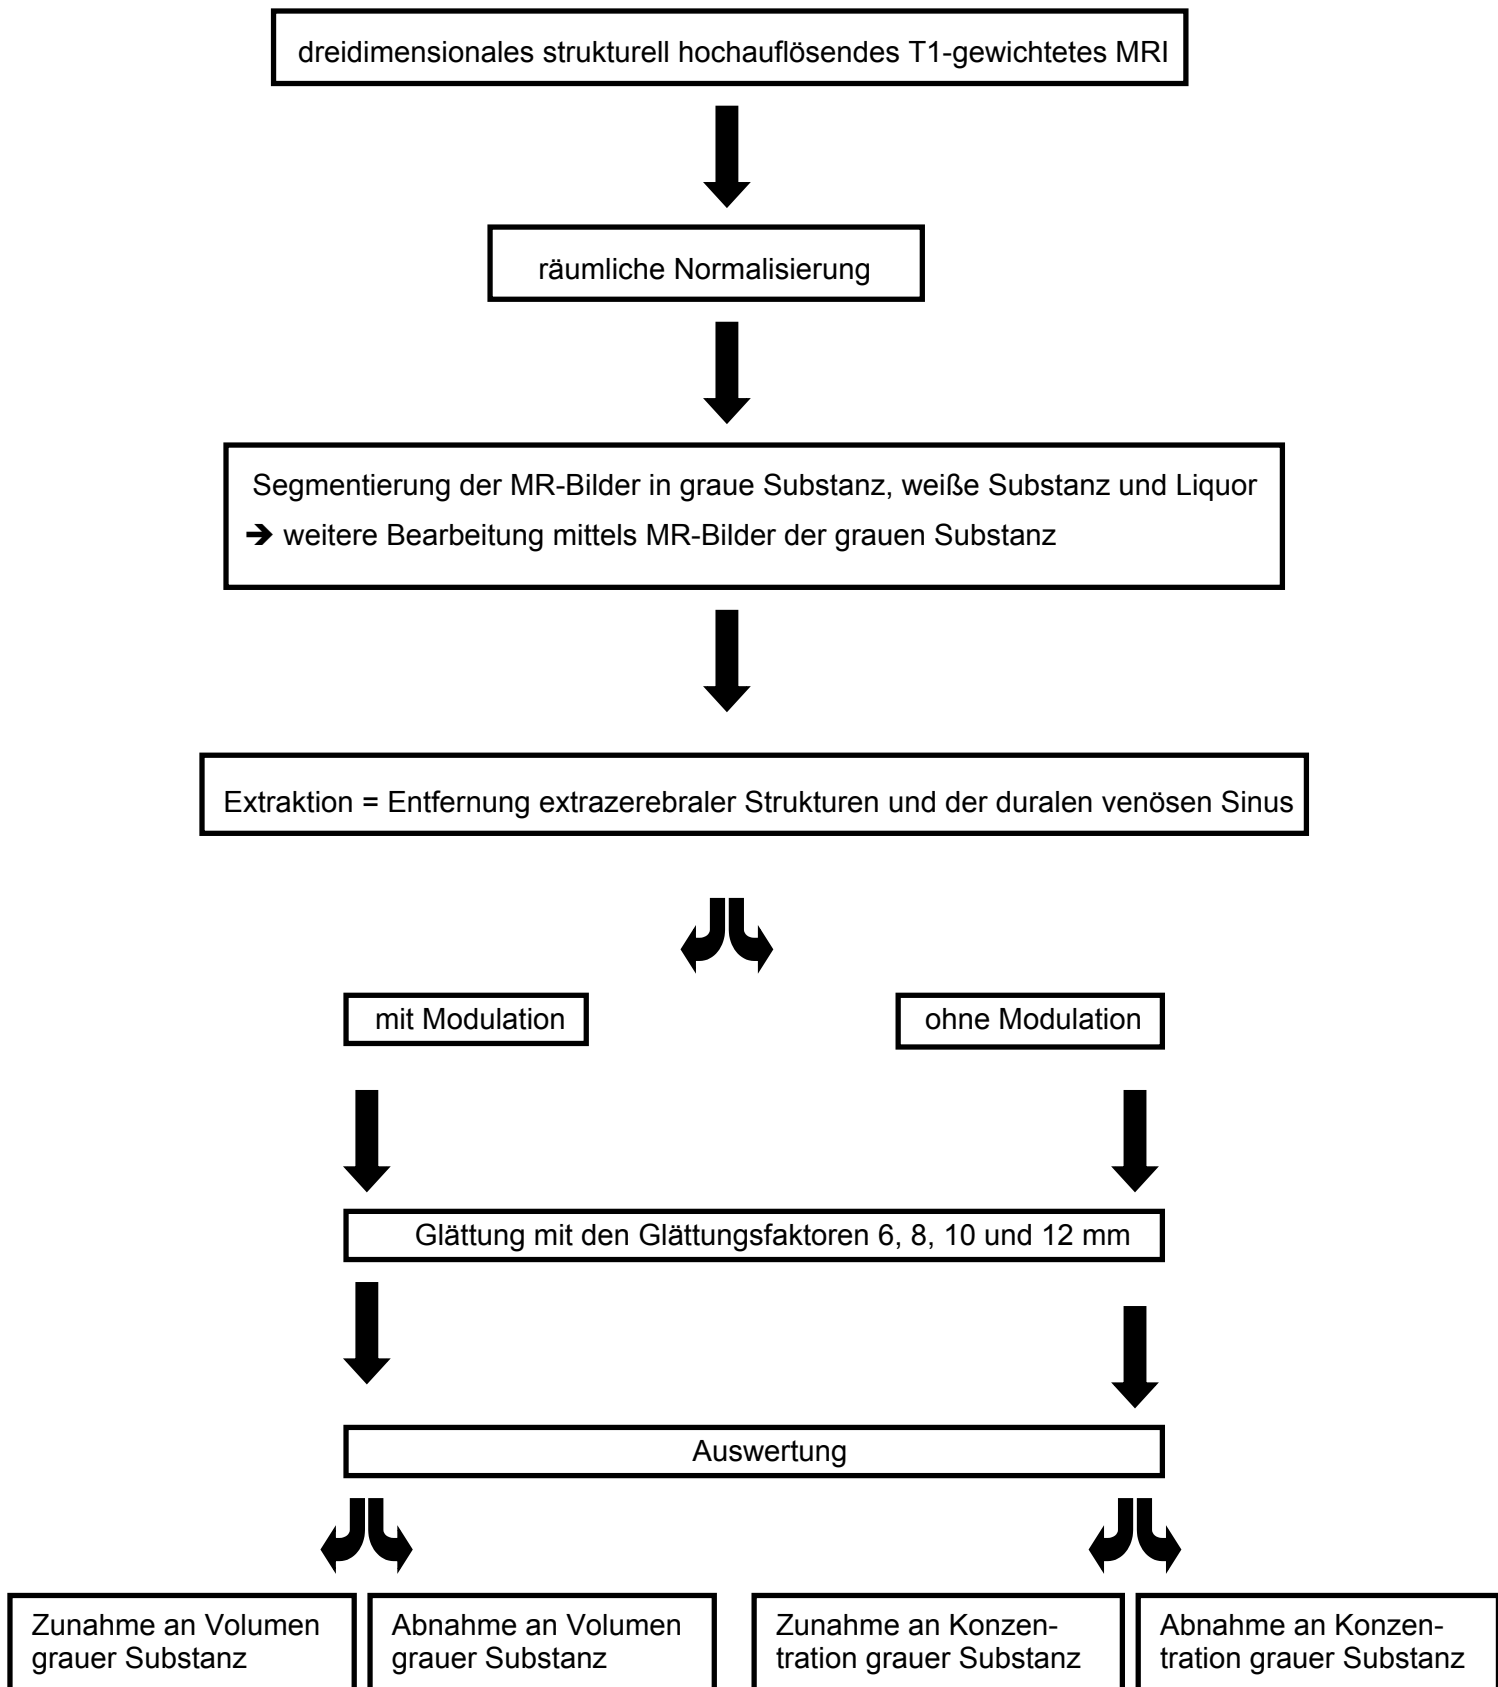 dreidimensionales strukturell hochauflösendes T1-gewichtetes MRI
räumliche Normalisierung
Segmentierung der MR-Bilder in graue Substanz, weiße Substanz und Liquor
➔ weitere Bearbeitung mittels MR-Bilder der grauen Substanz
Extraktion = Entfernung extrazerebraler Strukturen und der duralen venösen Sinus
mit Modulation
ohne Modulation
Glättung mit den Glättungsfaktoren 6, 8, 10 und 12 mm
Auswertung
Zunahme an Volumen
grauer Substanz
Abnahme an Volumen
grauer Substanz
Zunahme an Konzen-
tration grauer Substanz
Abnahme an Konzen-
tration grauer Substanz